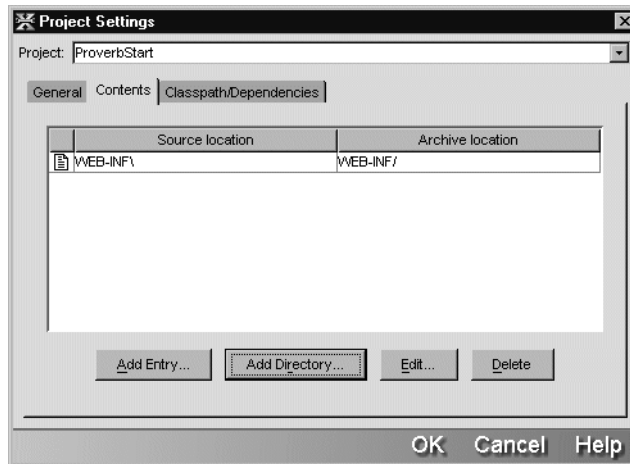 Project Settings
Project: ProverbStart
General Contents Classpath/Dependencies
Source location Archive location
WEB-INF\ WEB-INF/
Add Entry... Add Directory... Edit... Delete
OK Cancel Help